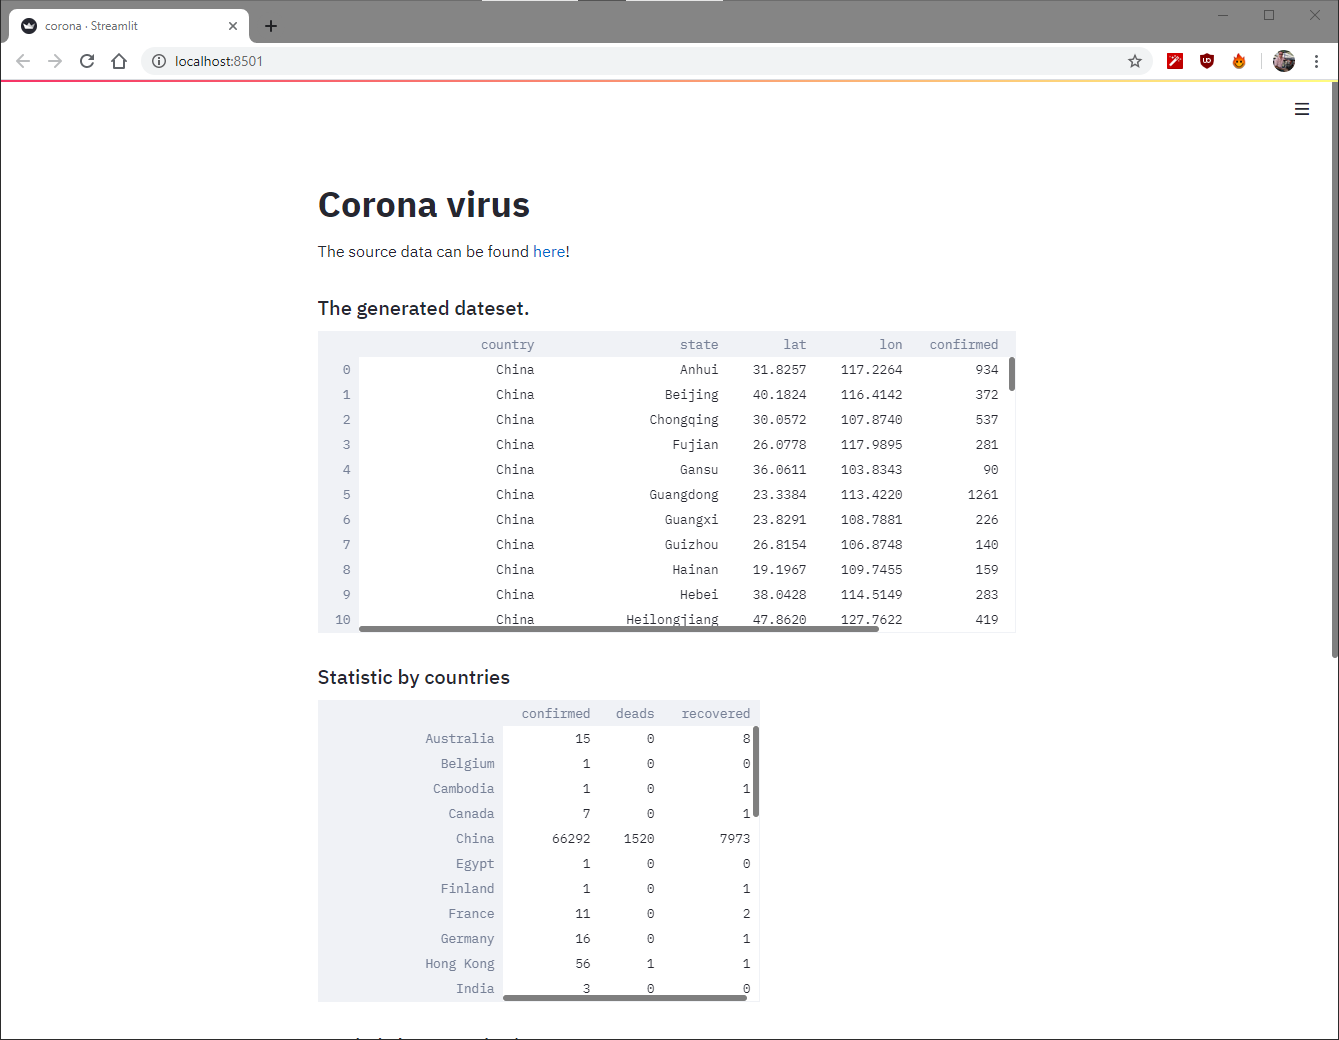 corona · Streamlit
localhost:8501
Corona virus
The source data can be found here!
The generated dateset.
country state lat lon confirmed
0 China Anhui 31.8257 117.2264 934
1 China Beijing 40.1824 116.4142 372
2 China Chongqing 30.0572 107.8740 537
3 China Fujian 26.0778 117.9895 281
4 China Gansu 36.0611 103.8343 90
5 China Guangdong 23.3384 113.4220 1261
6 China Guangxi 23.8291 108.7881 226
7 China Guizhou 26.8154 106.8748 140
8 China Hainan 19.1967 109.7455 159
9 China Hebei 38.0428 114.5149 283
10 China Heilongjiang 47.8620 127.7622 419
Statistic by countries
confirmed deads recovered
Australia 15 0 8
Belgium 1 0 0
Cambodia 1 0 1
Canada 7 0 1
China 66292 1520 7973
Egypt 1 0 0
Finland 1 0 1
France 11 0 2
Germany 16 0 1
Hong Kong 56 1 1
India 3 0 0